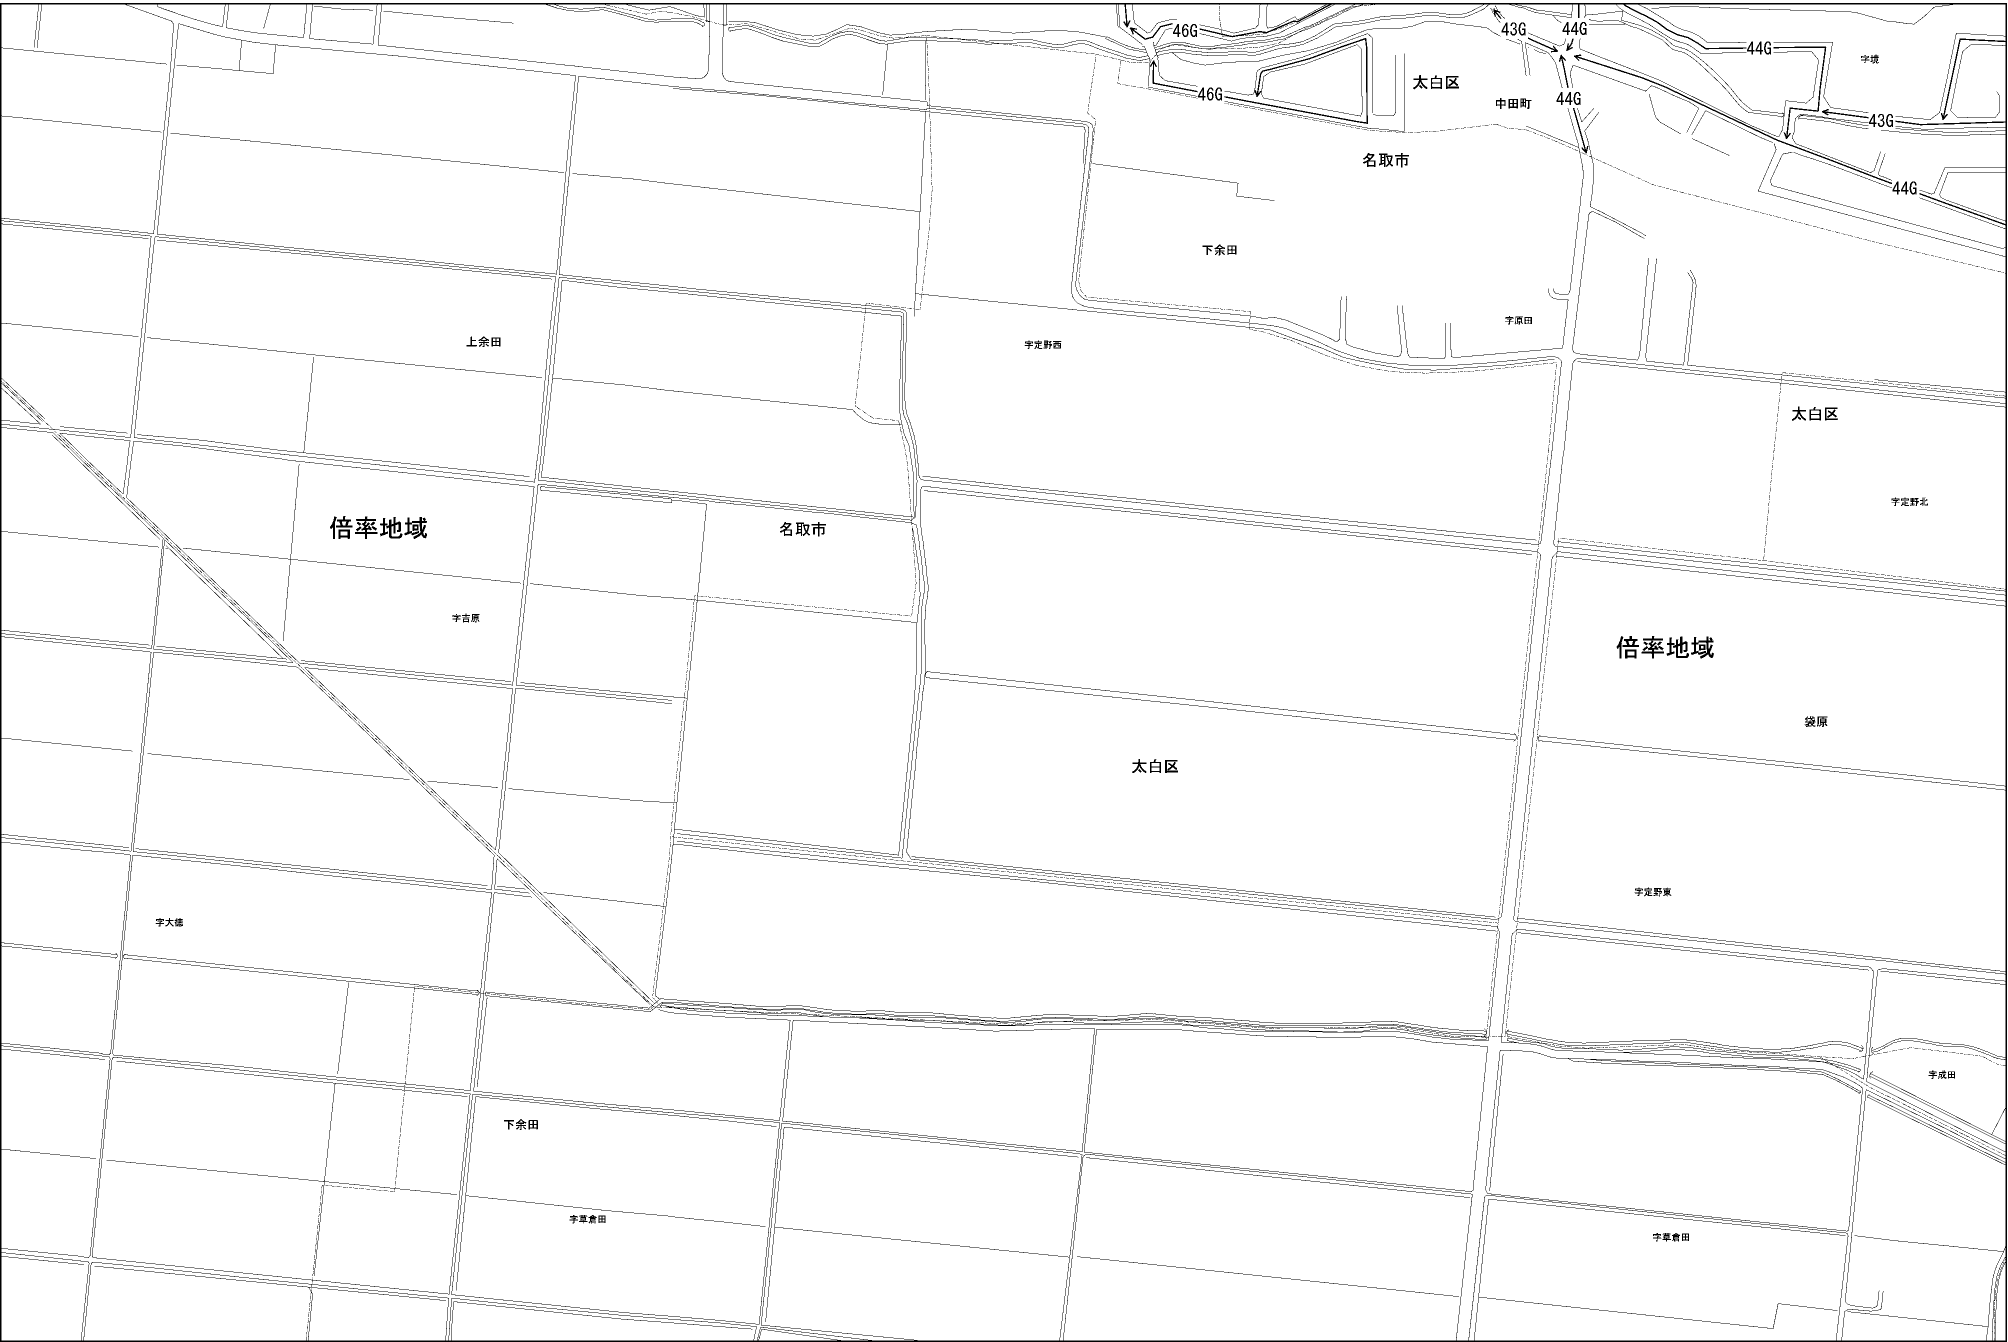 46G
43G
44G
44G
字境
太白区
46G
中田町
44G
43G
名取市
44G
下余田
字原田
上余田
字定野西
太白区
字定野北
倍率地域
名取市
字吉原
倍率地域
袋原
太白区
字定野東
字大徳
字成田
下余田
字草倉田
字草倉田